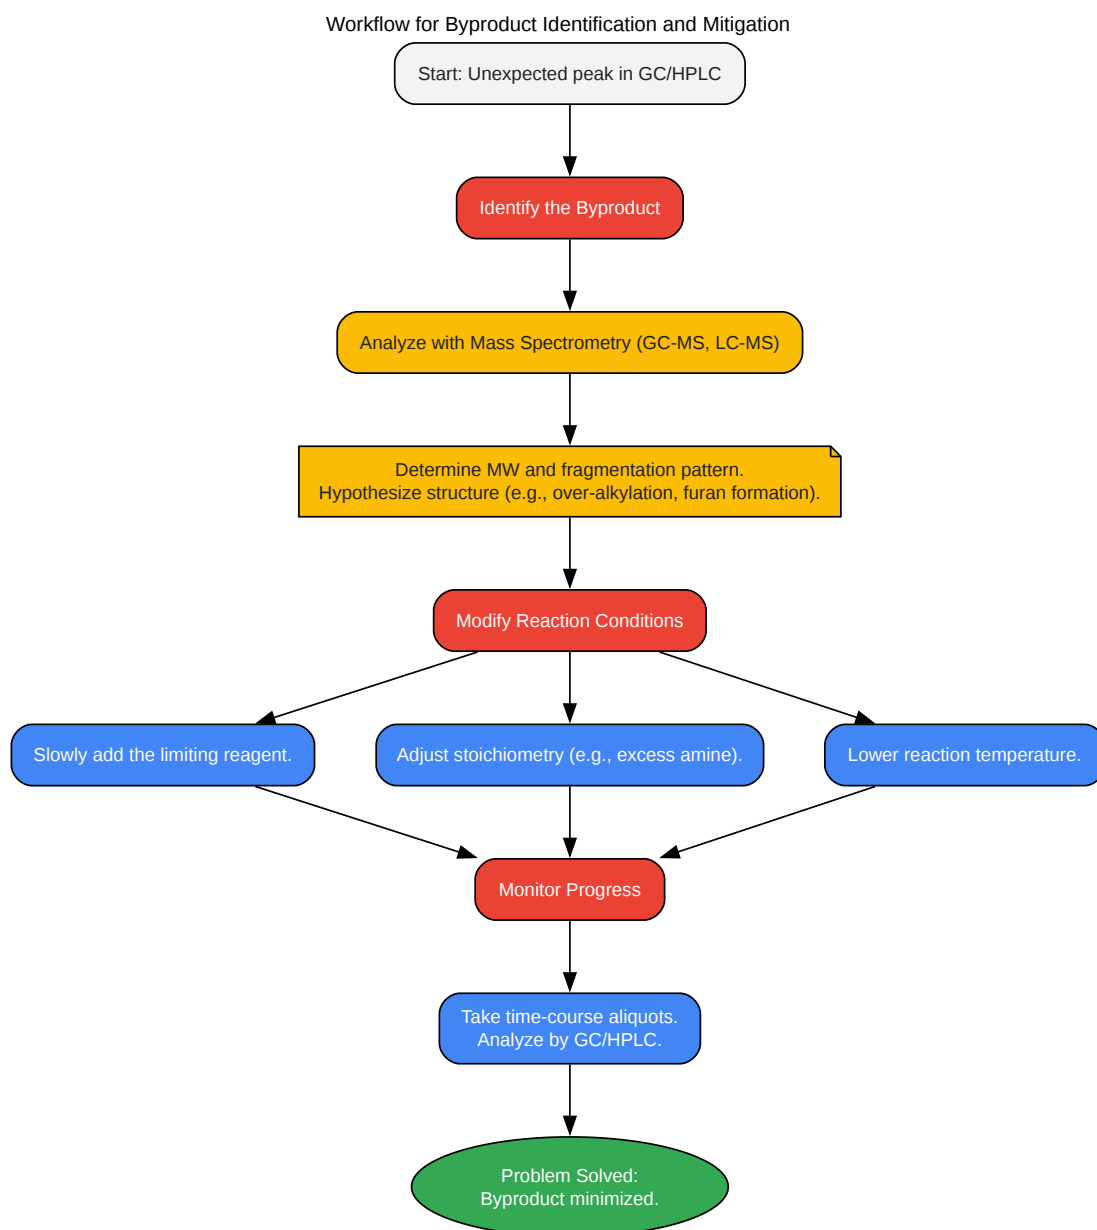 Workflow for Byproduct Identification and Mitigation
Start: Unexpected peak in GC/HPLC
Identify the Byproduct
Analyze with Mass Spectrometry (GC-MS, LC-MS)
Determine MW and fragmentation pattern.
Hypothesize structure (e.g., over-alkylation, furan formation).
Modify Reaction Conditions
Slowly add the limiting reagent.
Adjust stoichiometry (e.g., excess amine).
Lower reaction temperature.
Monitor Progress
Take time-course aliquots.
Analyze by GC/HPLC.
Problem Solved:
Byproduct minimized.